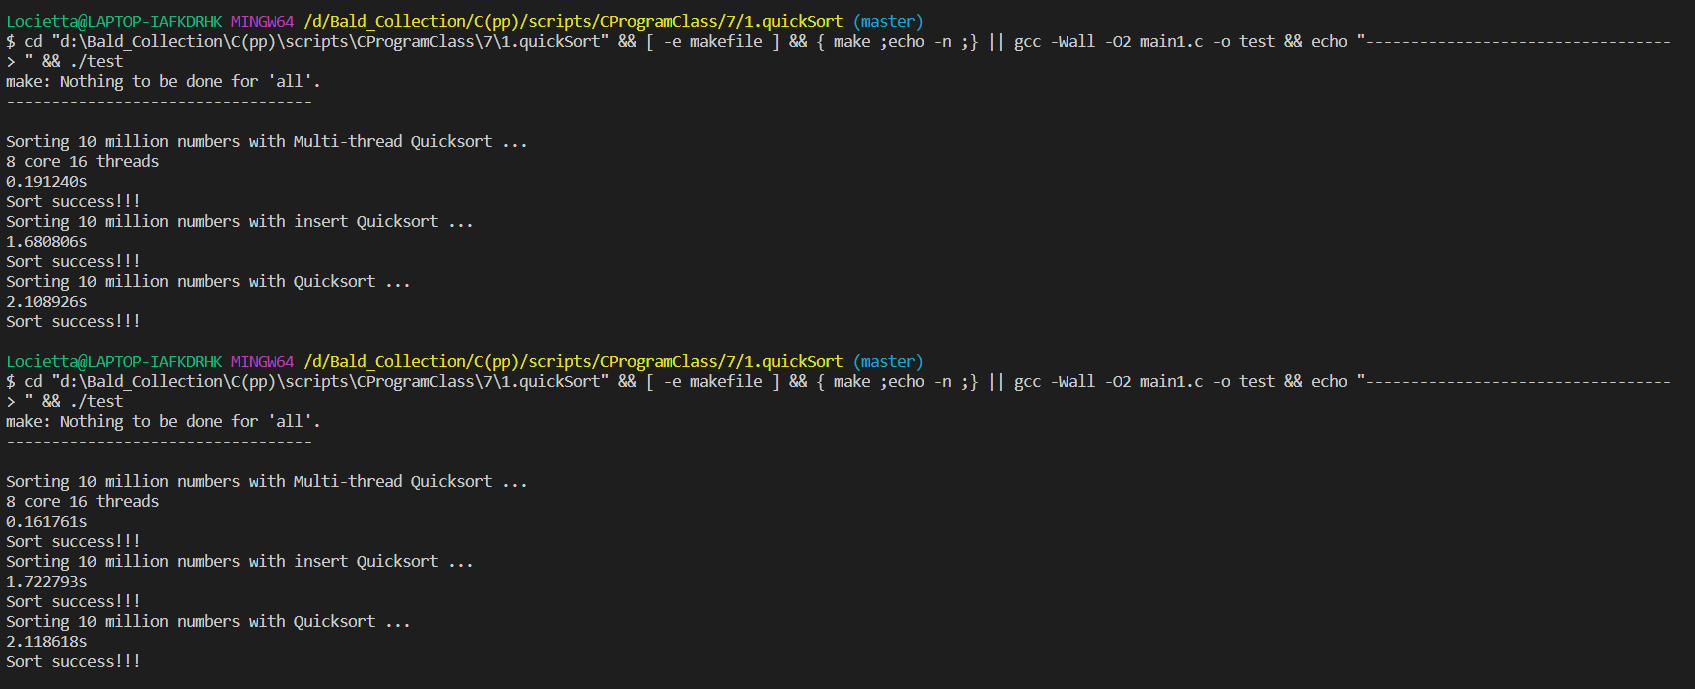 Locietta@LAPTOP-IAFKDRHK MINGW64 /d/Bald_Collection/C(pp)/scripts/CProgramClass/7/1.quickSort (master)
$ cd "d:\Bald_Collection\C(pp)\scripts\CProgramClass\7\1.quickSort" && [ -e makefile ] && { make ;echo -n ;} || gcc -Wall -O2 main1.c -o test && echo "----------------------------------
> " && ./test
make: Nothing to be done for 'all'.
----------------------------------

Sorting 10 million numbers with Multi-thread Quicksort ...
8 core 16 threads
0.191240s
Sort success!!!
Sorting 10 million numbers with insert Quicksort ...
1.680806s
Sort success!!!
Sorting 10 million numbers with Quicksort ...
2.108926s
Sort success!!!

Locietta@LAPTOP-IAFKDRHK MINGW64 /d/Bald_Collection/C(pp)/scripts/CProgramClass/7/1.quickSort (master)
$ cd "d:\Bald_Collection\C(pp)\scripts\CProgramClass\7\1.quickSort" && [ -e makefile ] && { make ;echo -n ;} || gcc -Wall -O2 main1.c -o test && echo "----------------------------------
> " && ./test
make: Nothing to be done for 'all'.
----------------------------------

Sorting 10 million numbers with Multi-thread Quicksort ...
8 core 16 threads
0.161761s
Sort success!!!
Sorting 10 million numbers with insert Quicksort ...
1.722793s
Sort success!!!
Sorting 10 million numbers with Quicksort ...
2.118618s
Sort success!!!